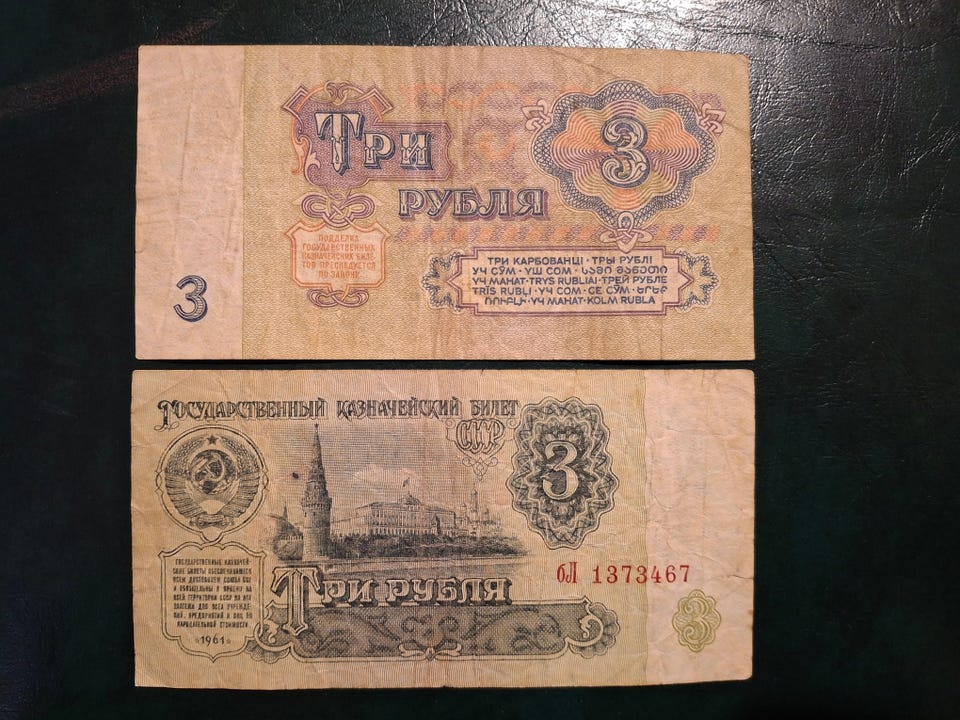 Три
рубля
3
ПОДДЕЛКА
ГОСУДАРСТВЕННЫХ
КАЗНАЧЕЙСКИХ БИЛЕ-
ТОВ ПРЕСЛЕДУЕТСЯ
ПО ЗАКОНУ
3
ТРИ КАРБОВАНЦІ · ТРЫ РУБЛІ
УЧ СЎМ · ҮШ СОМ · ᲡᲐᲛᲘ ᲛᲐᲜᲔᲗᲘ
ҮЧ МАНАТ · TRYS RUBLIAI · ТРЕЙ РУБЛЕ
TRĪS RUBĻI · ҮЧ СОМ · СЕ СӮМ · ԵՐԵՔ
ՌՈՒԲԼԻ · ҮЧ МАНАТ · KOLM RUBLA
Государственный казначейский билет
СССР
3
ГОСУДАРСТВЕННЫЕ КАЗНАЧЕЙ-
СКИЕ БИЛЕТЫ ОБЕСПЕЧИВАЮТСЯ
ВСЕМ ДОСТОЯНИЕМ СОЮЗА ССР
И ОБЯЗАТЕЛЬНЫ К ПРИЕМУ НА
ВСЕЙ ТЕРРИТОРИИ СССР ВО ВСЕ
ПЛАТЕЖИ ДЛЯ ВСЕХ УЧРЕЖДЕ-
НИЙ, ПРЕДПРИЯТИЙ И ЛИЦ ПО
НАРИЦАТЕЛЬНОЙ СТОИМОСТИ.
1961
Три рубля
бЛ 1373467
3